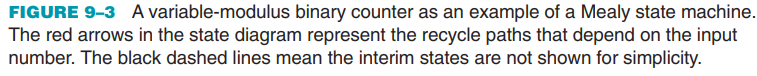 FIGURE 9–3 A variable-modulus binary counter as an example of a Mealy state machine.
The red arrows in the state diagram represent the recycle paths that depend on the input
number. The black dashed lines mean the interim states are not shown for simplicity.